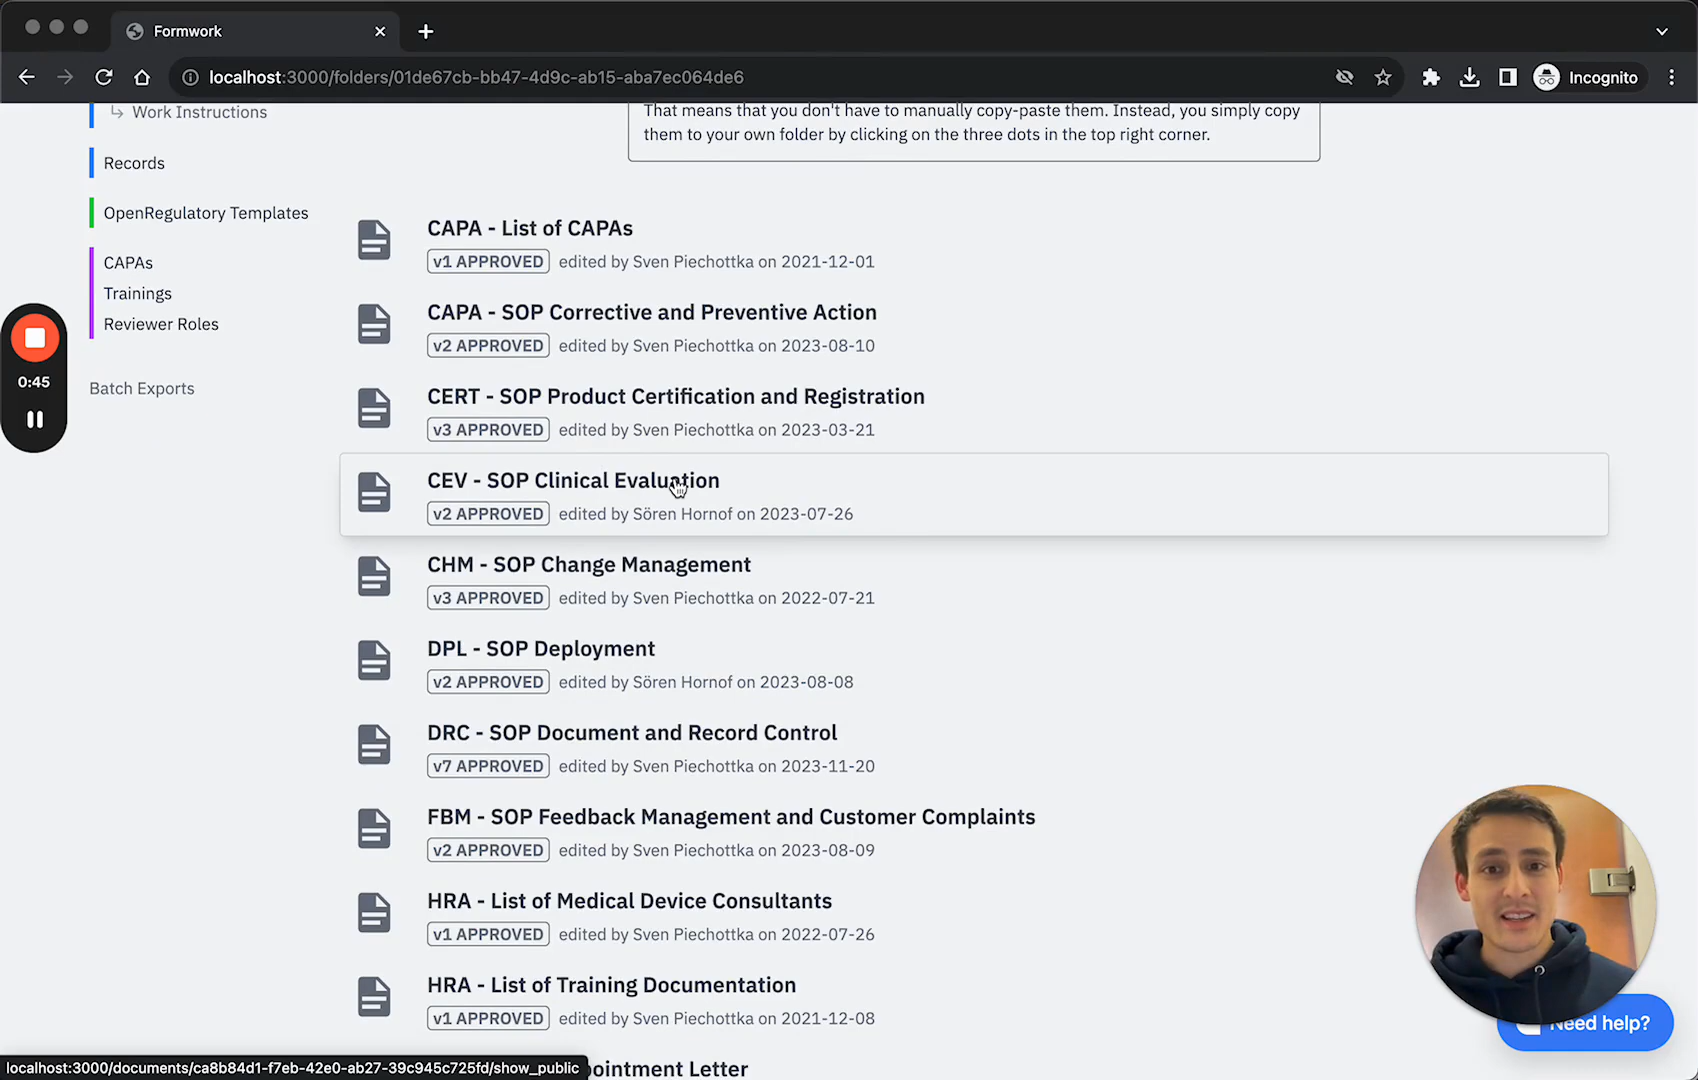 Formwork
localhost:3000/folders/01de67cb-bb47-4d9c-ab15-aba7ec064de6
Incognito
Work Instructions
Records
OpenRegulatory Templates
CAPAs
Trainings
Reviewer Roles
Batch Exports
0:45
That means that you don't have to manually copy-paste them. Instead, you simply copy
them to your own folder by clicking on the three dots in the top right corner.
CAPA - List of CAPAs
v1 APPROVED edited by Sven Piechottka on 2021-12-01
CAPA - SOP Corrective and Preventive Action
v2 APPROVED edited by Sven Piechottka on 2023-08-10
CERT - SOP Product Certification and Registration
v3 APPROVED edited by Sven Piechottka on 2023-03-21
CEV - SOP Clinical Evaluation
v2 APPROVED edited by Sören Hornof on 2023-07-26
CHM - SOP Change Management
v3 APPROVED edited by Sven Piechottka on 2022-07-21
DPL - SOP Deployment
v2 APPROVED edited by Sören Hornof on 2023-08-08
DRC - SOP Document and Record Control
v7 APPROVED edited by Sven Piechottka on 2023-11-20
FBM - SOP Feedback Management and Customer Complaints
v2 APPROVED edited by Sven Piechottka on 2023-08-09
HRA - List of Medical Device Consultants
v1 APPROVED edited by Sven Piechottka on 2022-07-26
HRA - List of Training Documentation
v1 APPROVED edited by Sven Piechottka on 2021-12-08
Letter
Need help?
localhost:3000/documents/ca8b84d1-f7eb-42e0-ab27-39c945c725fd/show_public